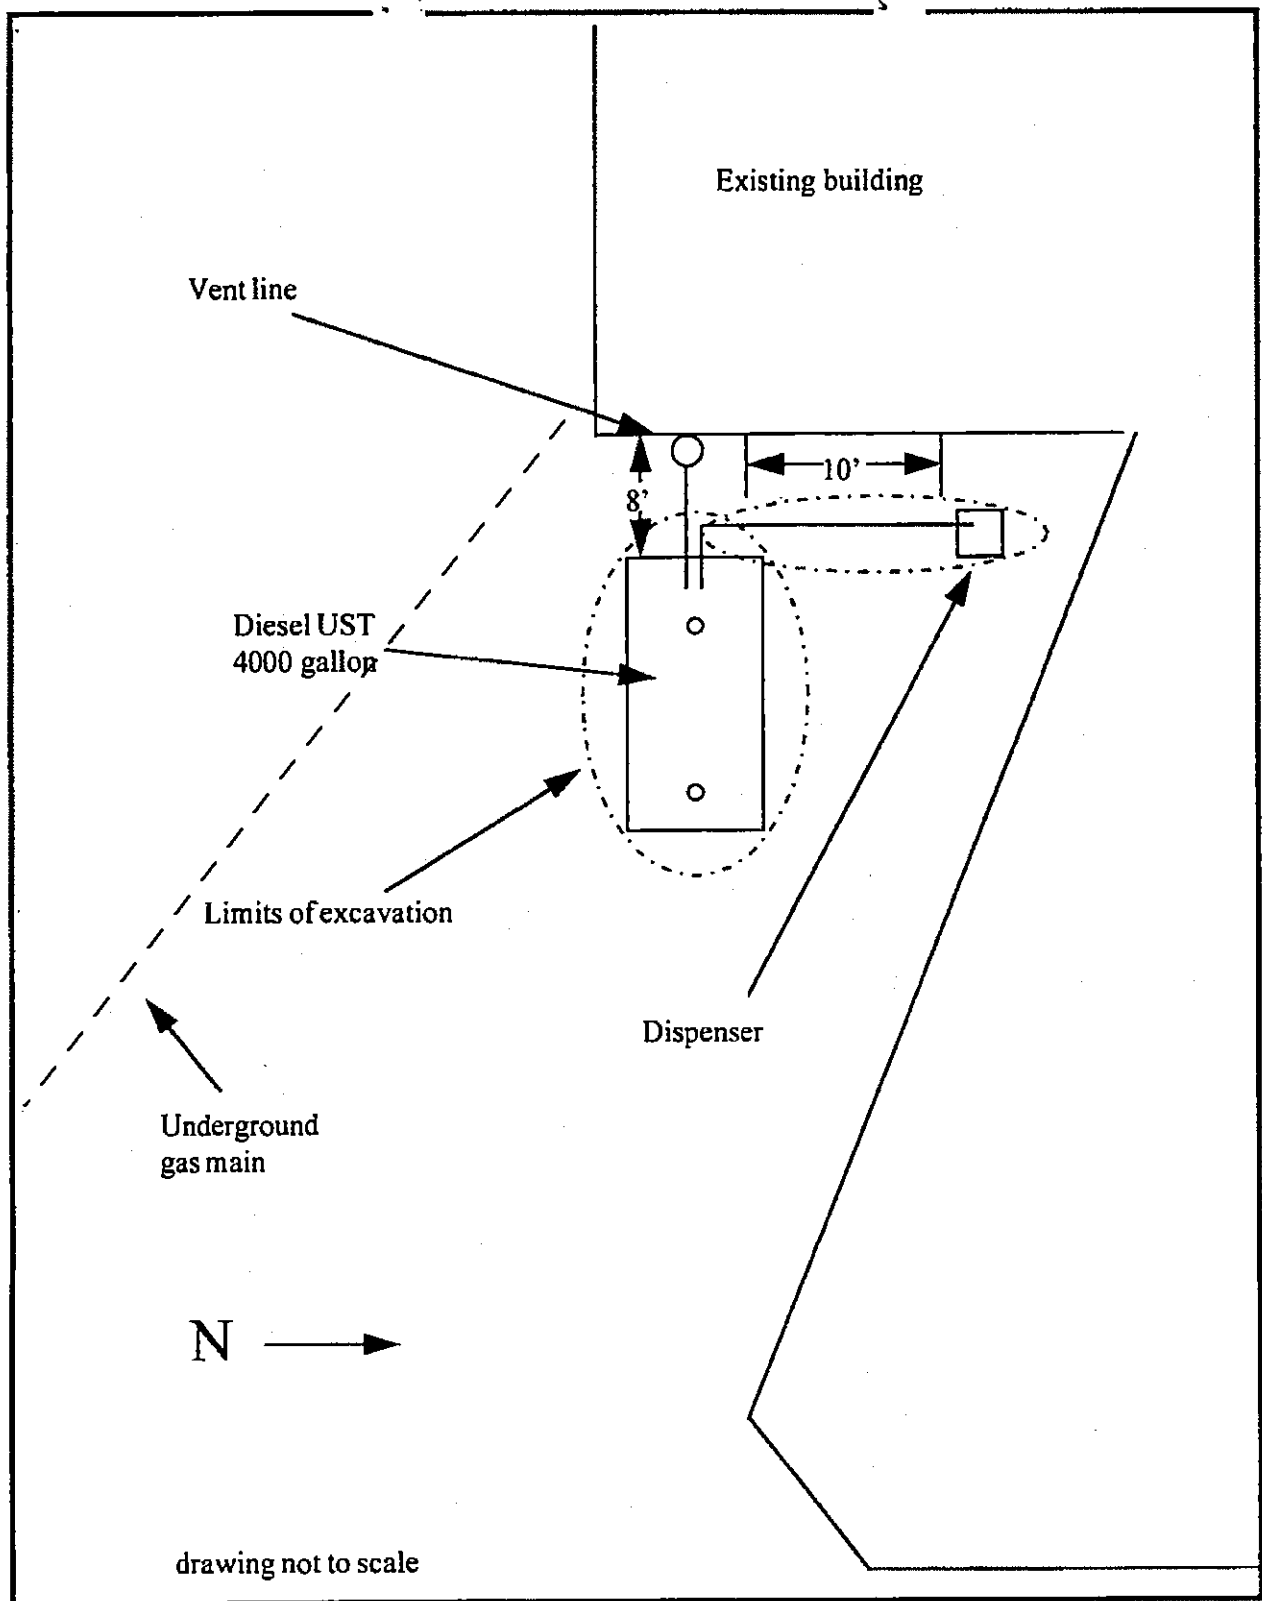 Existing building
Vent line
10’
8’
Diesel UST
4000 gallon
Limits of excavation
Dispenser
Underground
gas main
N
drawing not to scale